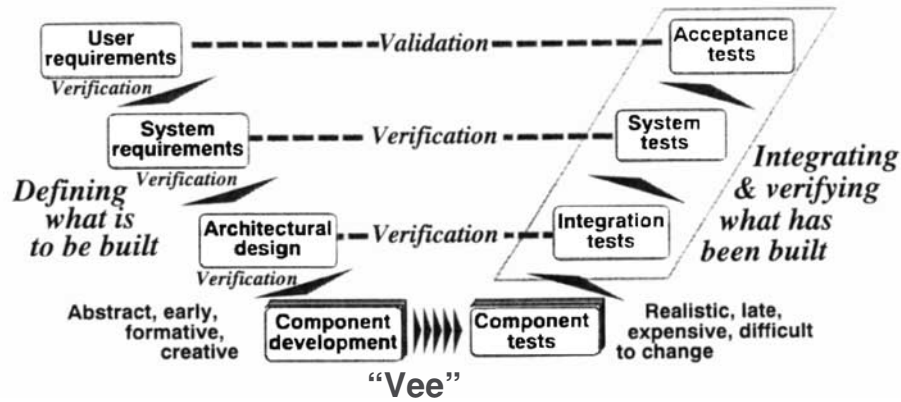 User
requirements
Validation
Acceptance
tests
Verification
System
requirements
Verification
System
tests
Verification
Defining
what is
to be built
Integrating
& verifying
what has
been built
Architectural
design
Verification
Integration
tests
Verification
Abstract, early,
formative,
creative
Component
development
Component
tests
Realistic, late,
expensive, difficult
to change
“Vee”